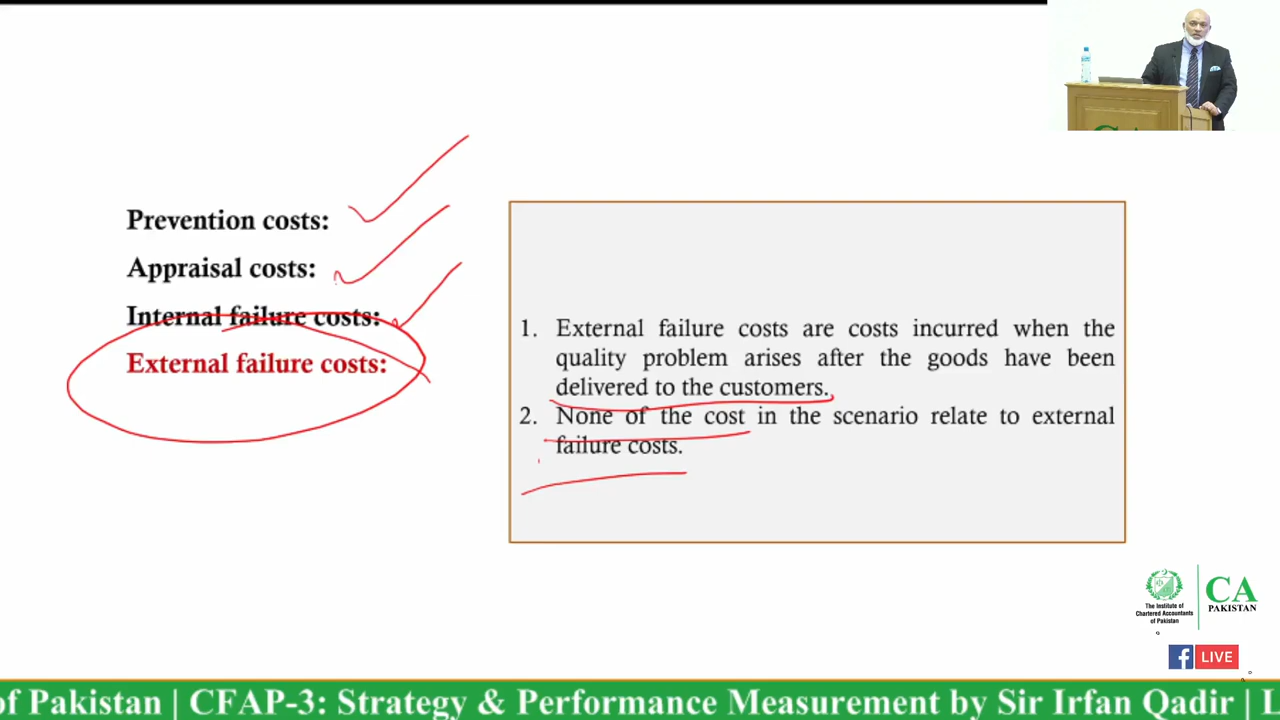 Prevention costs:
Appraisal costs:
Internal failure costs:
External failure costs:
1. External failure costs are costs incurred when the
quality problem arises after the goods have been
delivered to the customers.
2. None of the cost in the scenario relate to external
failure costs.
The Institute of
Chartered Accountants
of Pakistan
CA
PAKISTAN
f LIVE
of Pakistan | CFAP-3: Strategy & Performance Measurement by Sir Irfan Qadir | L